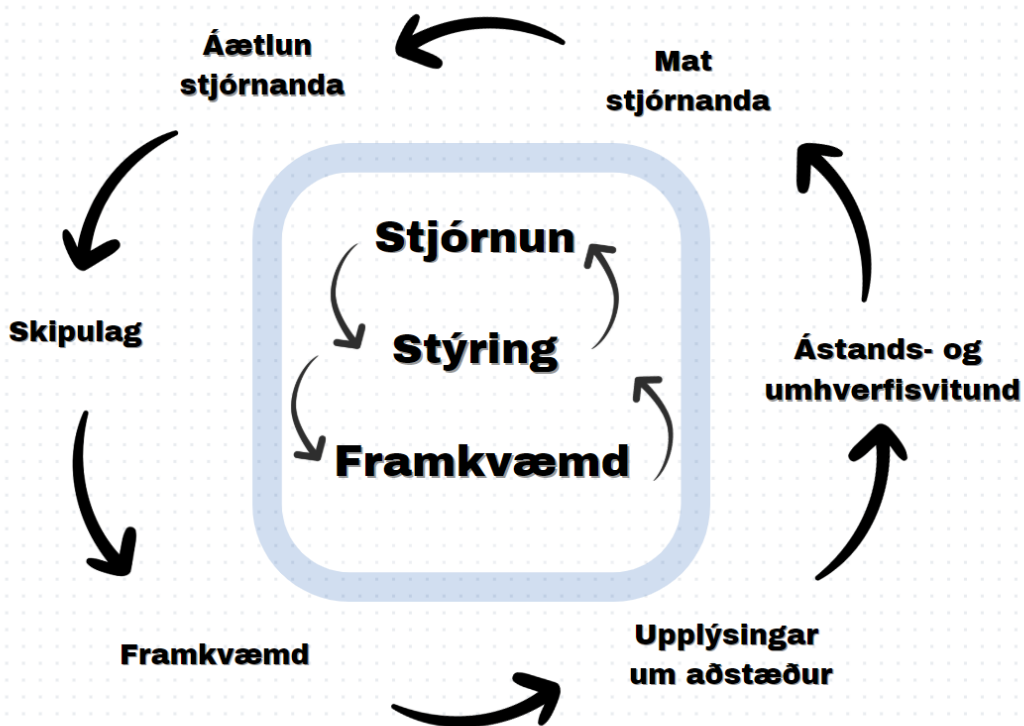 Áætlun
stjórnanda
Mat
stjórnanda
Stjórnun
Stýring
Framkvæmd
Skipulag
Ástands- og
umhverfisvitund
Framkvæmd
Upplýsingar
um aðstæður